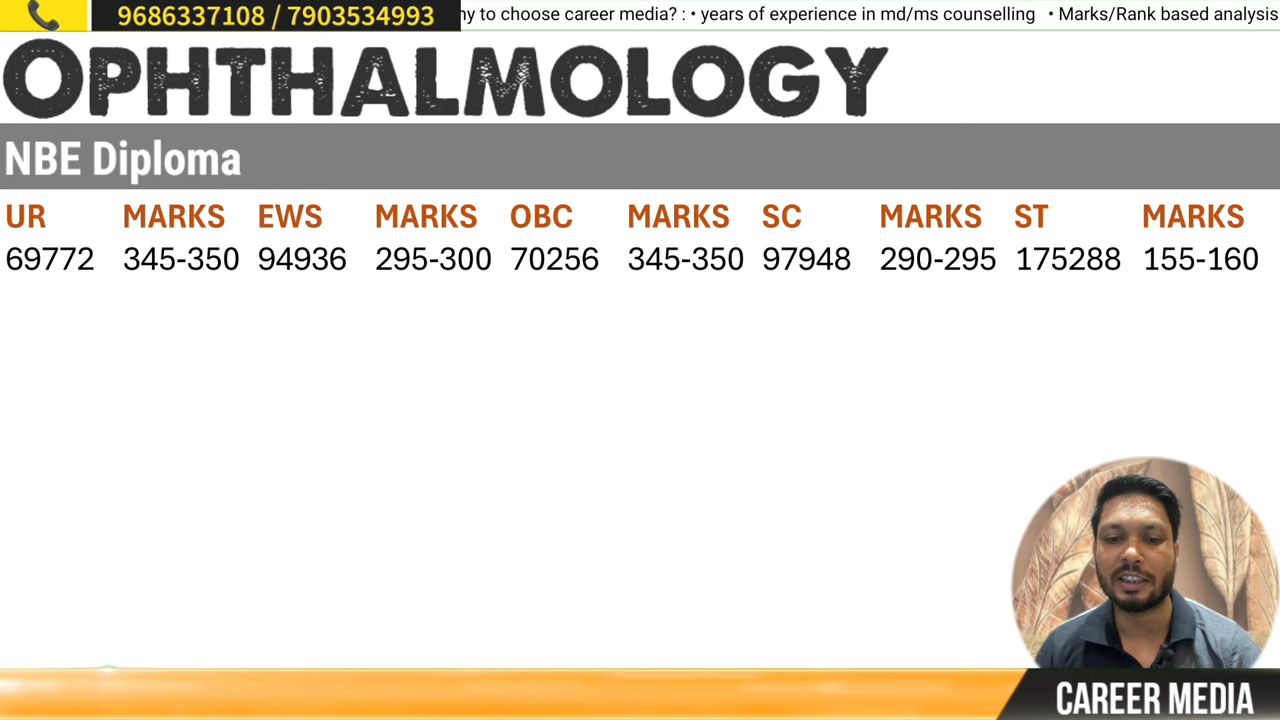 9686337108 / 7903534993
to choose career media? : • years of experience in md/ms counselling • Marks/Rank based analysis
OPHTHALMOLOGY
NBE Diploma
UR MARKS EWS MARKS OBC MARKS SC MARKS ST MARKS
69772 345-350 94936 295-300 70256 345-350 97948 290-295 175288 155-160
CAREER MEDIA